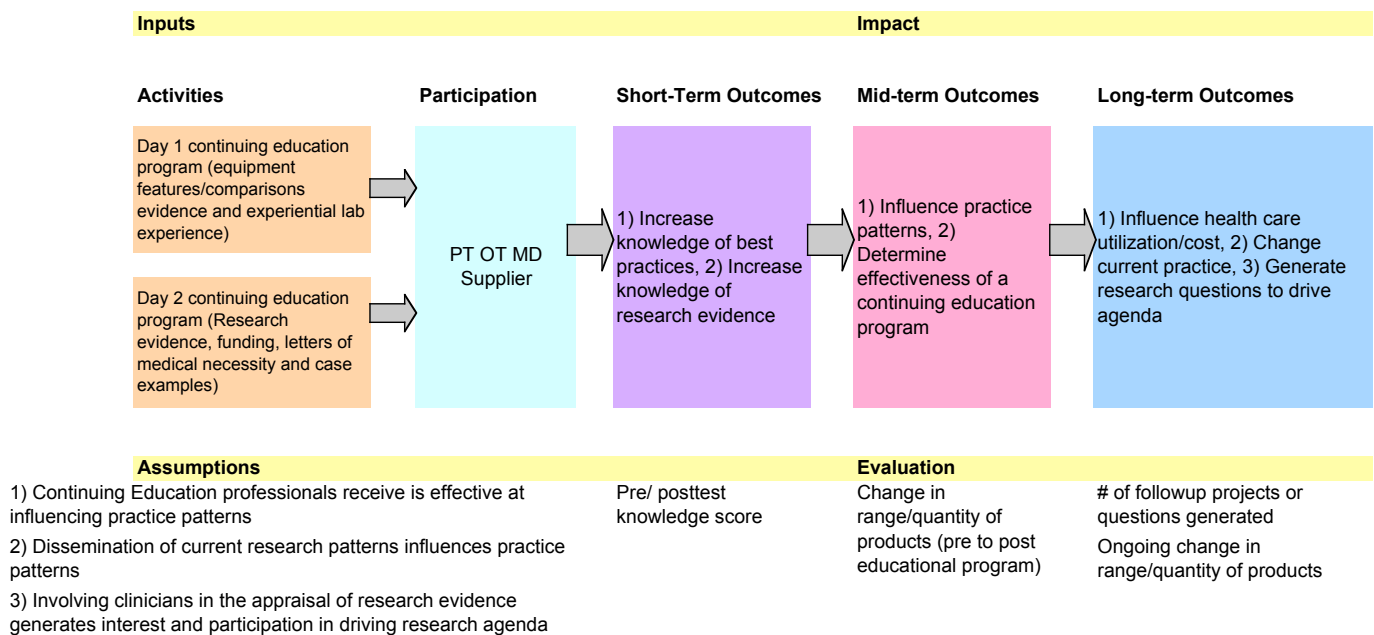 Inputs
Impact
Activities
Participation
Short-Term Outcomes
Mid-term Outcomes
Long-term Outcomes
Day 1 continuing education
program (equipment
features/comparisons
evidence and experiential lab
experience)
Day 2 continuing education
program (Research
evidence, funding, letters of
medical necessity and case
examples)
PT OT MD
Supplier
1) Increase
knowledge of best
practices, 2) Increase
knowledge of
research evidence
1) Influence practice
patterns, 2)
Determine
effectiveness of a
continuing education
program
1) Influence health care
utilization/cost, 2) Change
current practice, 3) Generate
research questions to drive
agenda
Assumptions
Evaluation
1) Continuing Education professionals receive is effective at
influencing practice patterns
2) Dissemination of current research patterns influences practice
patterns
3) Involving clinicians in the appraisal of research evidence
generates interest and participation in driving research agenda
Pre/ posttest
knowledge score
Change in
range/quantity of
products (pre to post
educational program)
# of followup projects or
questions generated
Ongoing change in
range/quantity of products